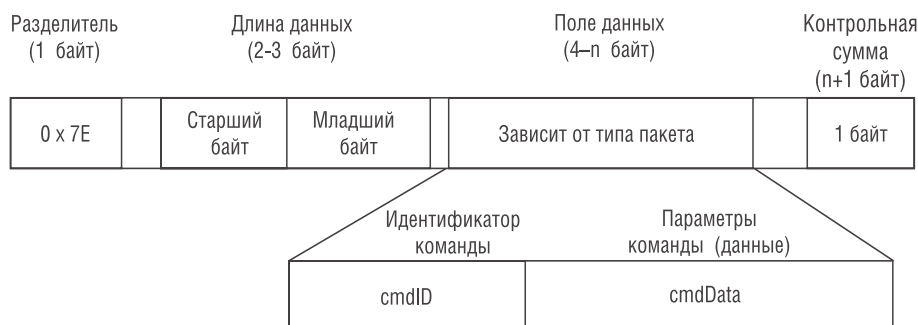 Разделитель
(1 байт)
Длина данных
(2-3 байт)
Поле данных
(4–n байт)
Контрольная
сумма
(n+1 байт)
0 x 7E
Старший
байт
Младший
байт
Зависит от типа пакета
1 байт
Идентификатор
команды
Параметры
команды (данные)
cmdID
cmdData